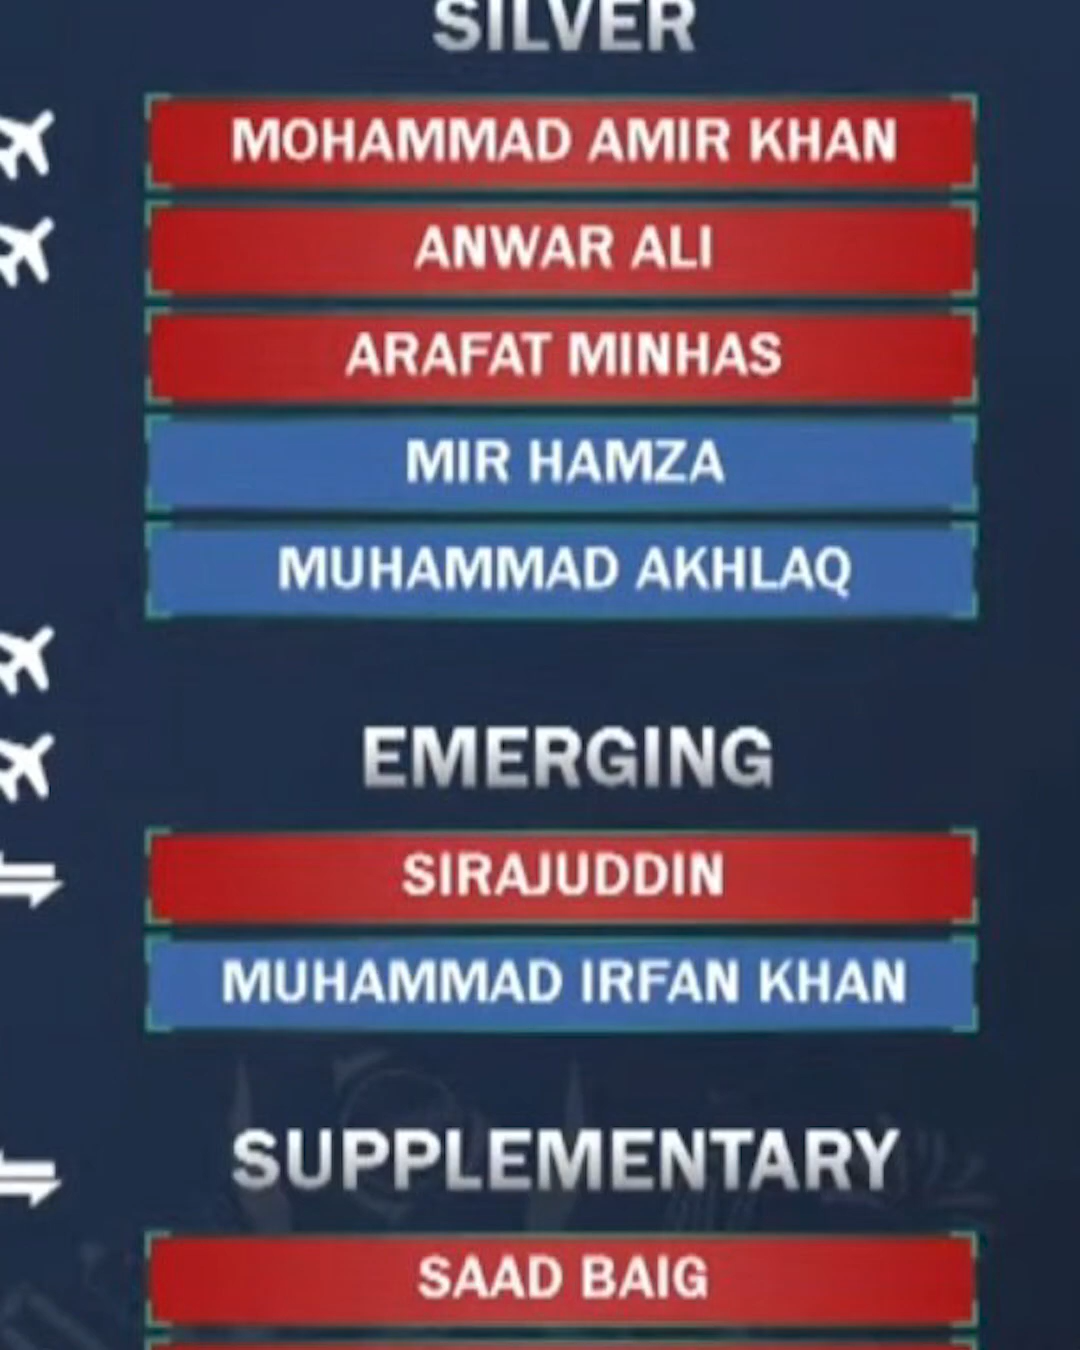 SILVER
MOHAMMAD AMIR KHAN
ANWAR ALI
ARAFAT MINHAS
MIR HAMZA
MUHAMMAD AKHLAQ
EMERGING
SIRAJUDDIN
MUHAMMAD IRFAN KHAN
SUPPLEMENTARY
SAAD BAIG